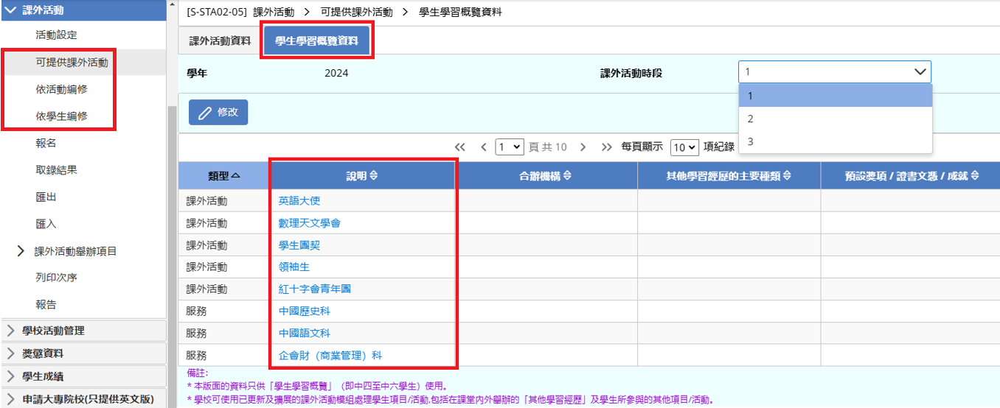 課外活動
活動設定
可提供課外活動
依活動編修
依學生編修
報名
取錄結果
匯出
匯入
課外活動舉辦項目
列印次序
報告
學校活動管理
獎懲資料
學生成績
申請大專院校(只提供英文版)
[S-STA02-05] 課外活動 > 可提供課外活動 > 學生學習概覽資料
課外活動資料 學生學習概覽資料
學年 2024 課外活動時段 1
1
2
3
修改
1 頁 共 10 每頁顯示 10 項紀錄
類型 說明 合辦機構 其他學習經歷的主要種類 預設獎項 / 證書文憑 / 成就
課外活動 英語大使
課外活動 數理天文學會
課外活動 學生團契
課外活動 領袖生
課外活動 紅十字會青年團
服務 中國歷史科
服務 中國語文科
服務 企會財（商業管理）科
備註:
* 本版面的資料只供「學生學習概覽」（即中四至中六學生）使用。
* 學校可使用已更新及擴展的課外活動模組處理學生項目/活動,包括在課堂內外舉辦的「其他學習經歷」及學生所參與的其他項目/活動。